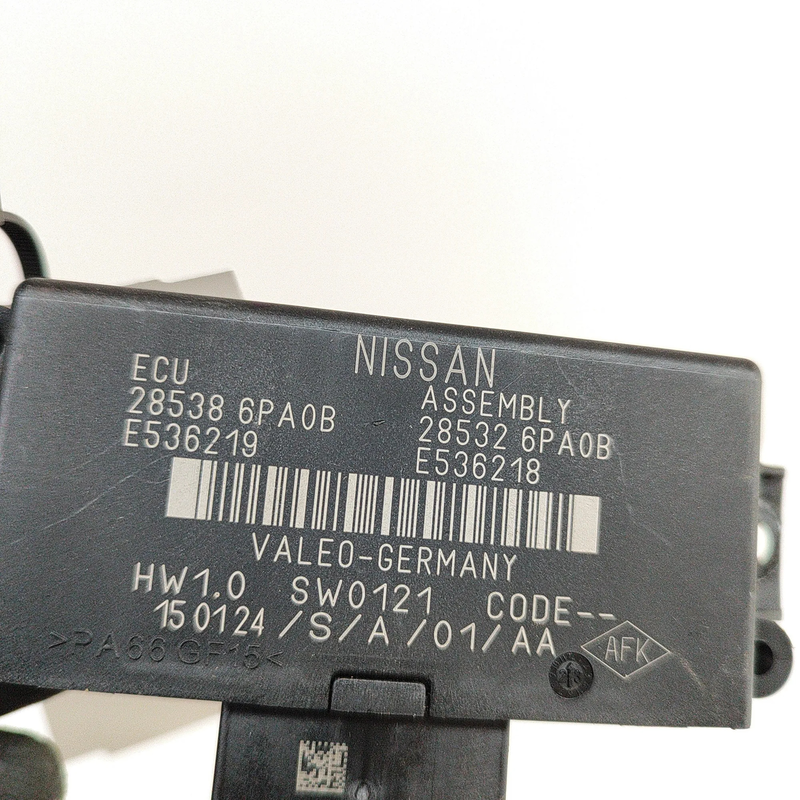 NISSAN
ECU
28538 6PA0B
E536219
ASSEMBLY
28532 6PA0B
E536218
VALEO-GERMANY
HW1.0 SW0121 CODE--
150124 /S/A /01/AA
AFK
>PA66 GF15<